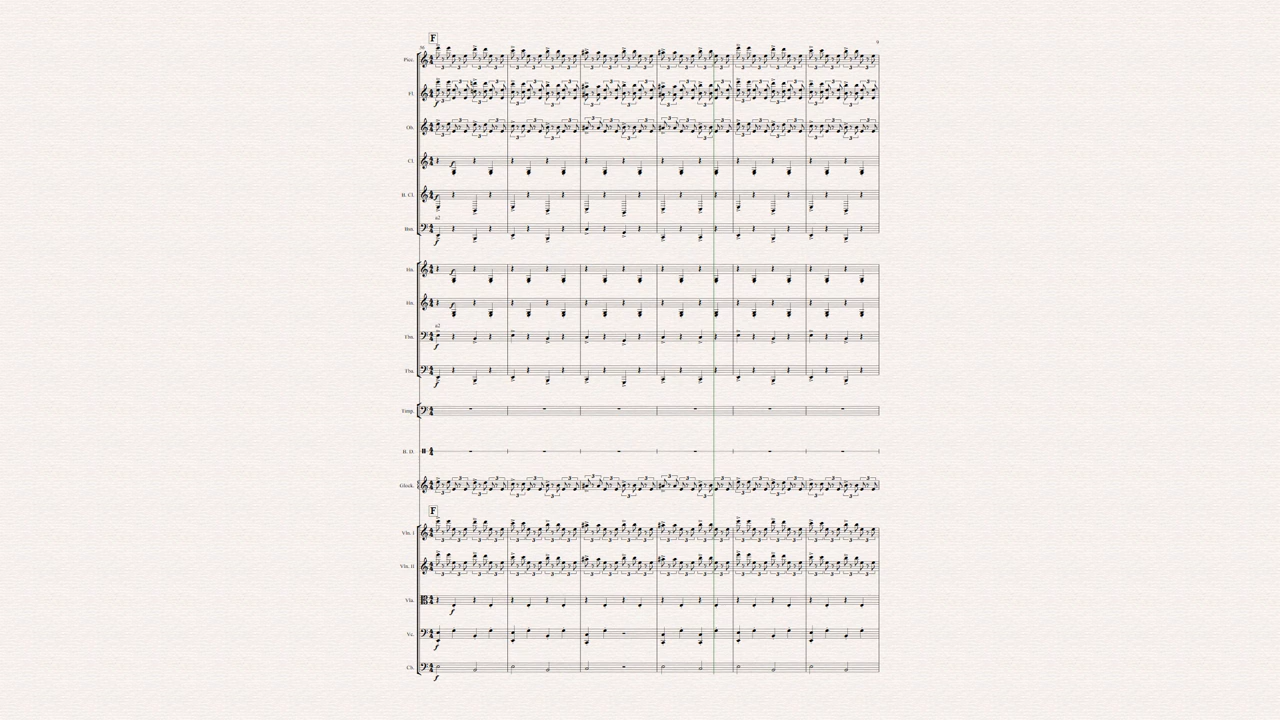 F
9
Picc.
Fl.
Ob.
Cl.
B. Cl.
a2
Bsn.
f
Hn.
Hn.
a2
Tbn.
f
Tba.
f
Timp.
B. D.
Glock.
F
Vln. I
Vln. II
Vla.
f
Vc.
f
Cb.
f